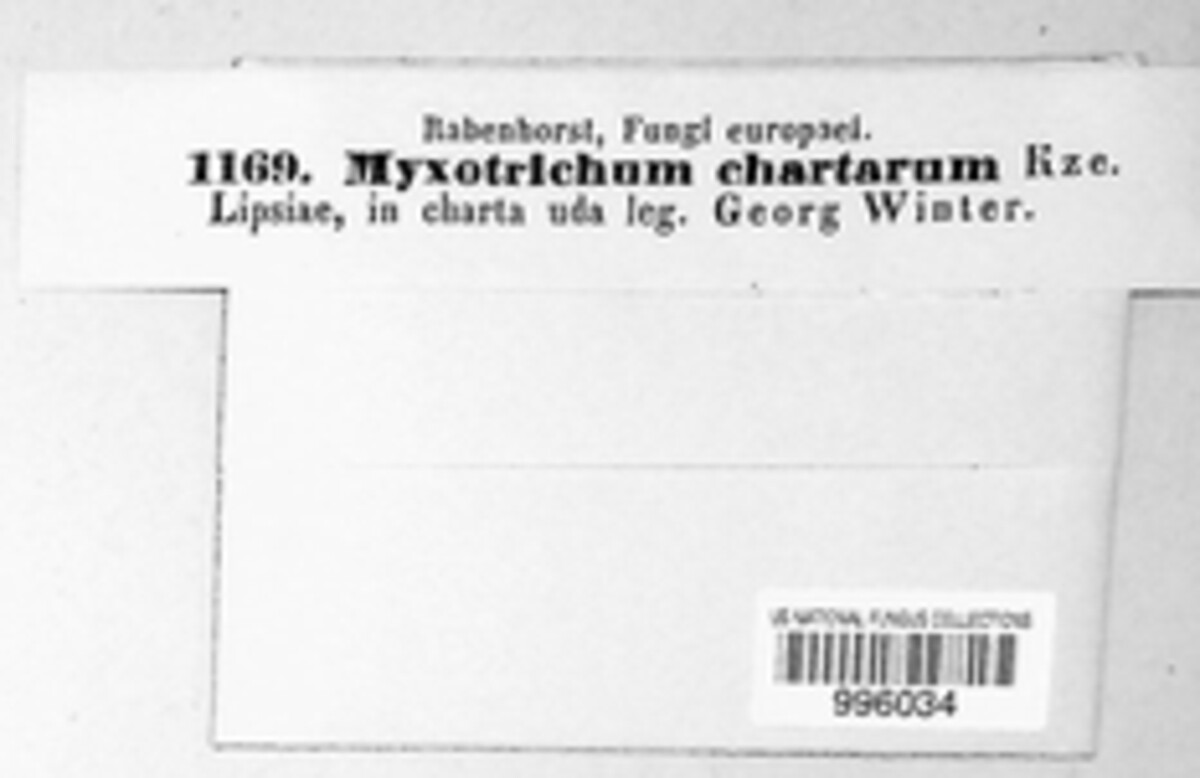 Rabenhorst, Fungi europaei.
1169. Myxotrichum chartarum Kze.
Lipsiae, in charta uda leg. Georg Winter.
US NATIONAL FUNGUS COLLECTIONS
996034